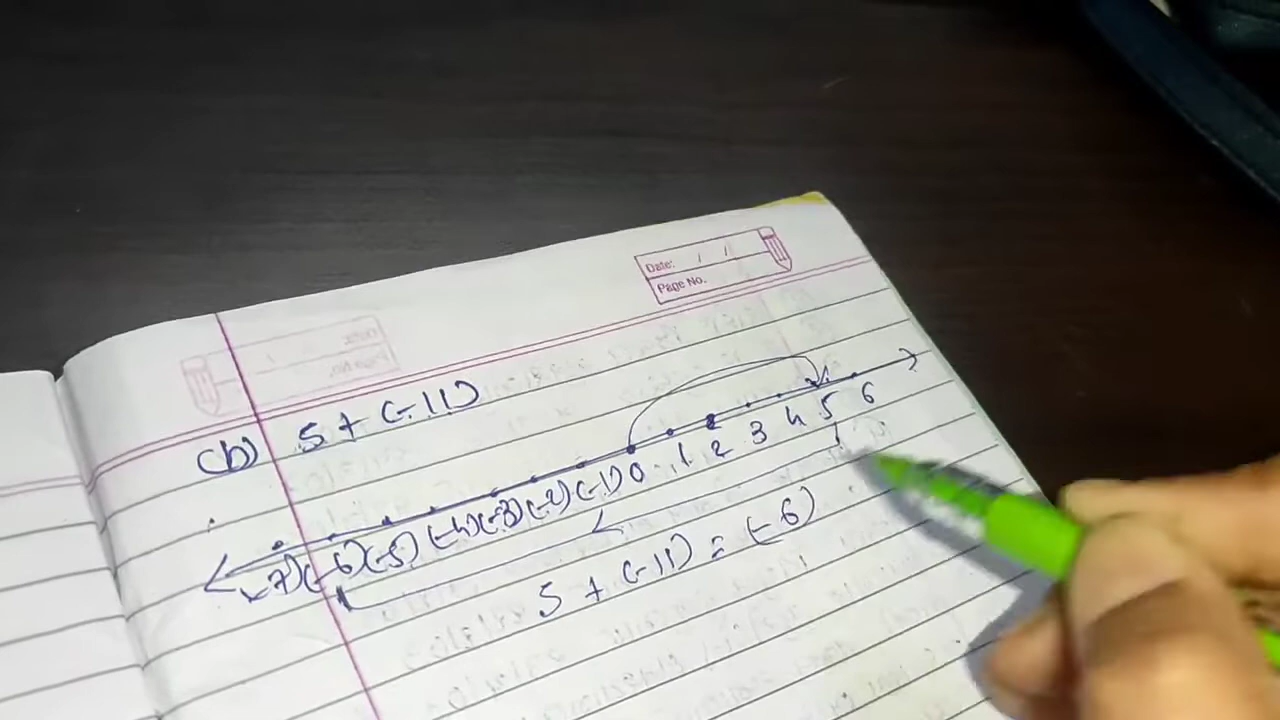 Date: / /
Page No.
(b) 5 + (-11)
(-7) (-6) (-5) (-4) (-3) (-2) (-1) 0 1 2 3 4 5 6
5 + (-11) = (-6)